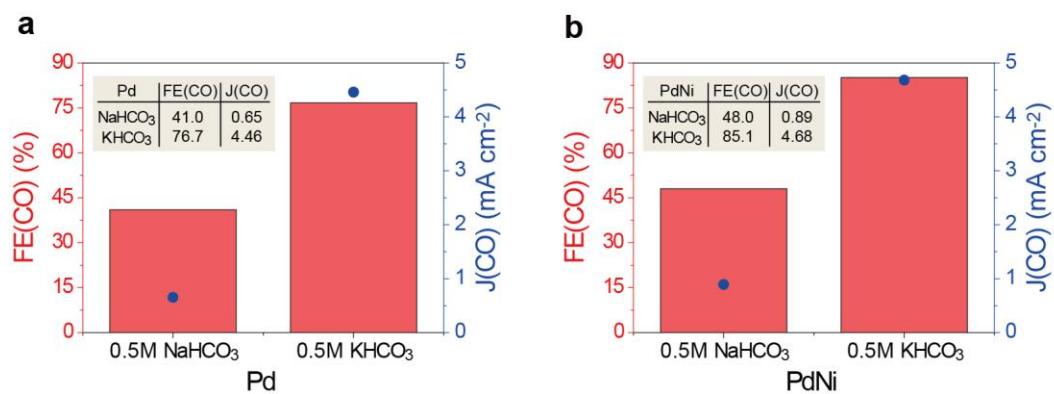 a
FE(CO) (%)
90
75
60
45
30
15
0
Pd FE(CO) J(CO)
NaHCO₃ 41.0 0.65
KHCO₃ 76.7 4.46
5
4
3
2
1
0
J(CO) (mA cm⁻²)
0.5M NaHCO₃ 0.5M KHCO₃
Pd
b
FE(CO) (%)
90
75
60
45
30
15
0
PdNi FE(CO) J(CO)
NaHCO₃ 48.0 0.89
KHCO₃ 85.1 4.68
5
4
3
2
1
0
J(CO) (mA cm⁻²)
0.5M NaHCO₃ 0.5M KHCO₃
PdNi